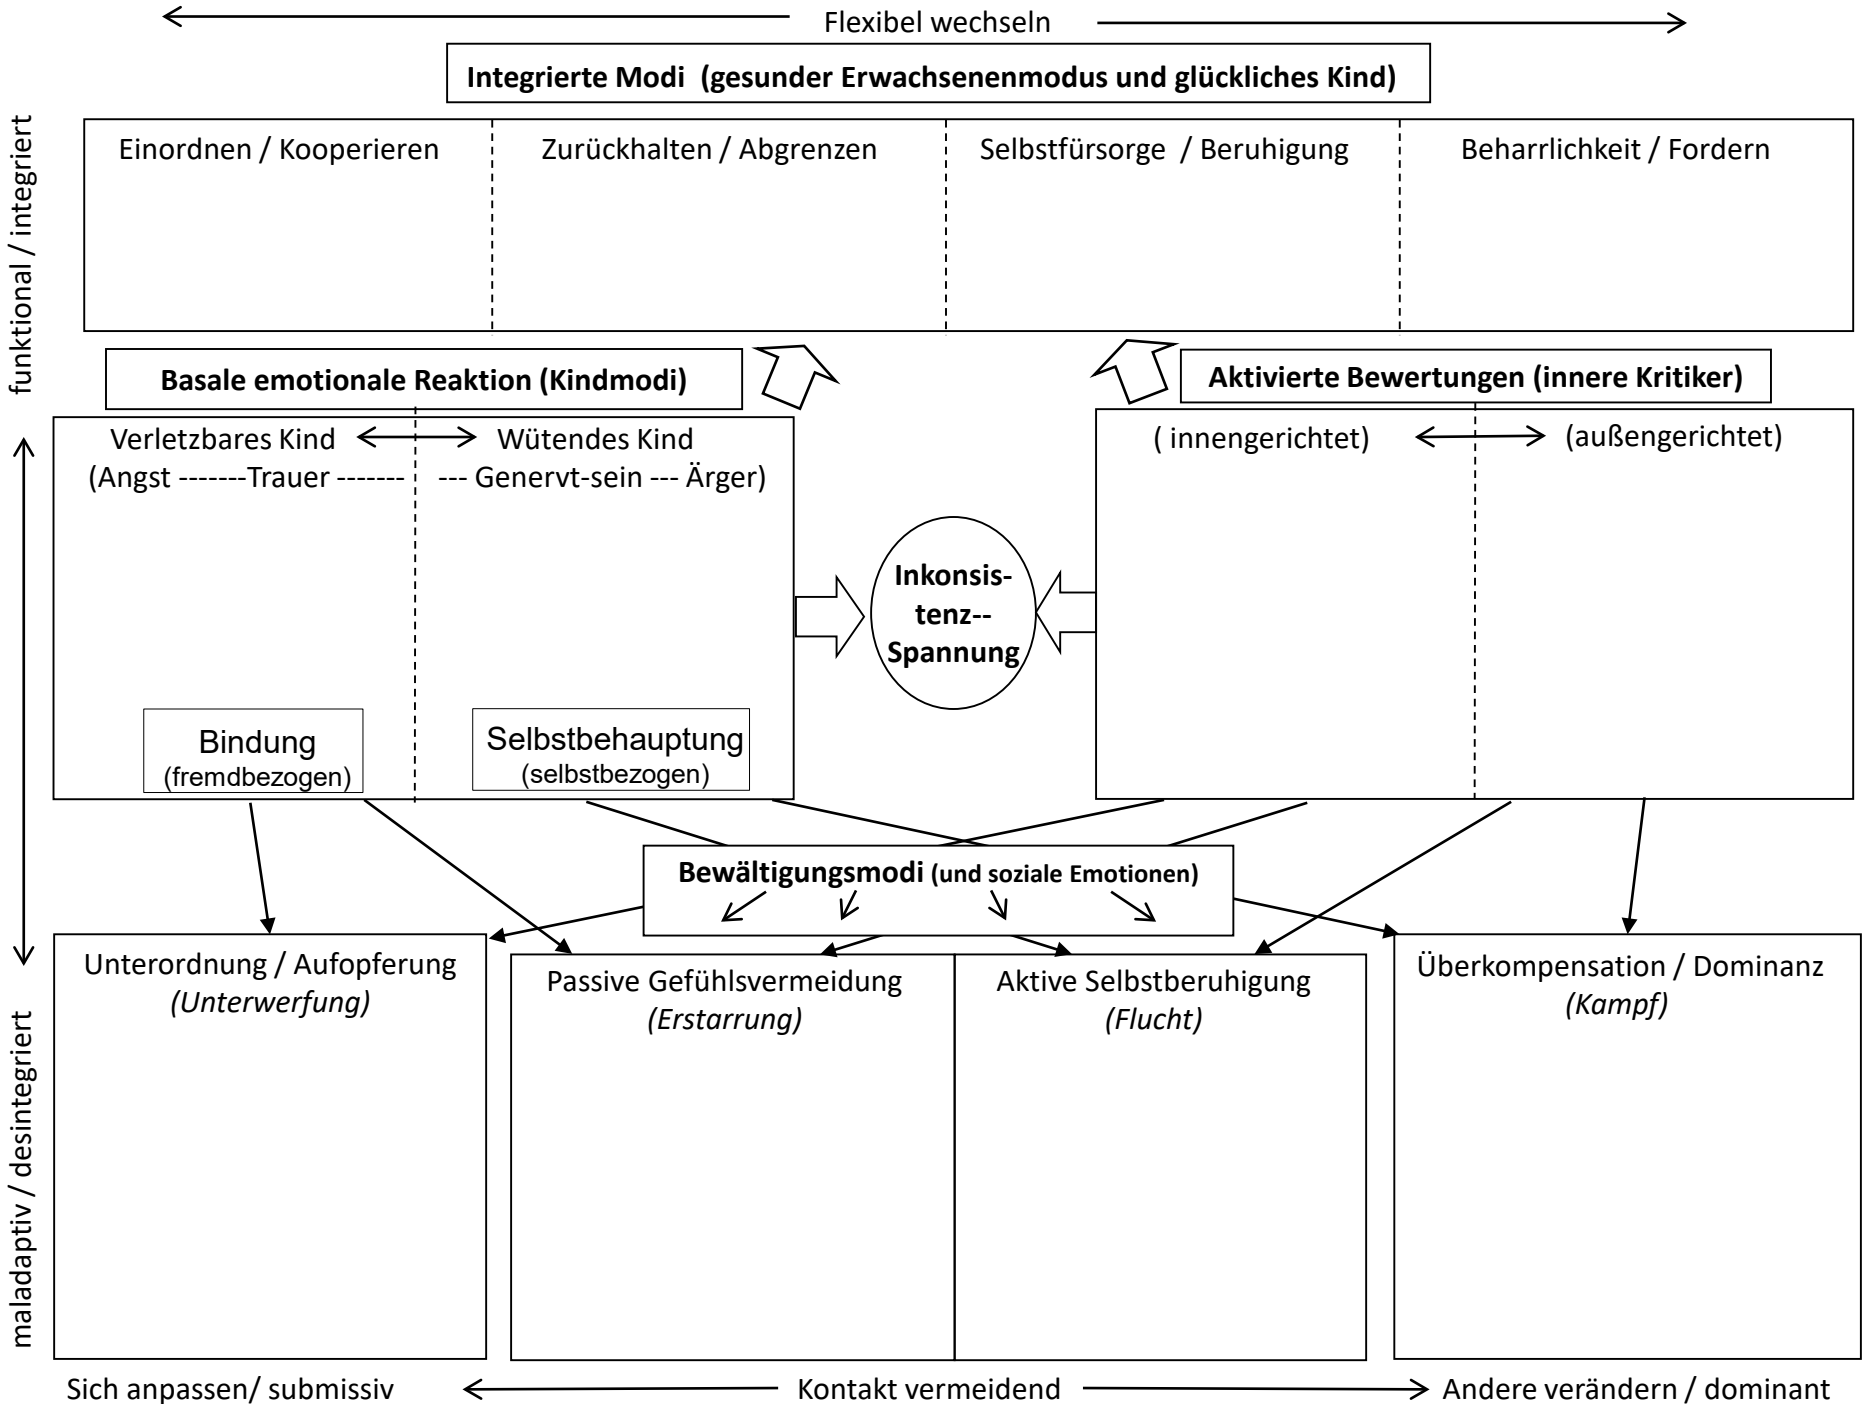 Flexibel wechseln
Integrierte Modi (gesunder Erwachsenenmodus und glückliches Kind)
funktional / integriert
Einordnen / Kooperieren
Zurückhalten / Abgrenzen
Selbstfürsorge / Beruhigung
Beharrlichkeit / Fordern
Basale emotionale Reaktion (Kindmodi)
Aktivierte Bewertungen (innere Kritiker)
Verletzbares Kind
Wütendes Kind
(Angst -------Trauer -------
--- Genervt-sein --- Ärger)
( innengerichtet)
(außengerichtet)
Inkonsis-
tenz--
Spannung
Bindung
(fremdbezogen)
Selbstbehauptung
(selbstbezogen)
Bewältigungsmodi (und soziale Emotionen)
maladaptiv / desintegriert
Unterordnung / Aufopferung
(Unterwerfung)
Passive Gefühlsvermeidung
(Erstarrung)
Aktive Selbstberuhigung
(Flucht)
Überkompensation / Dominanz
(Kampf)
Sich anpassen/ submissiv
Kontakt vermeidend
Andere verändern / dominant